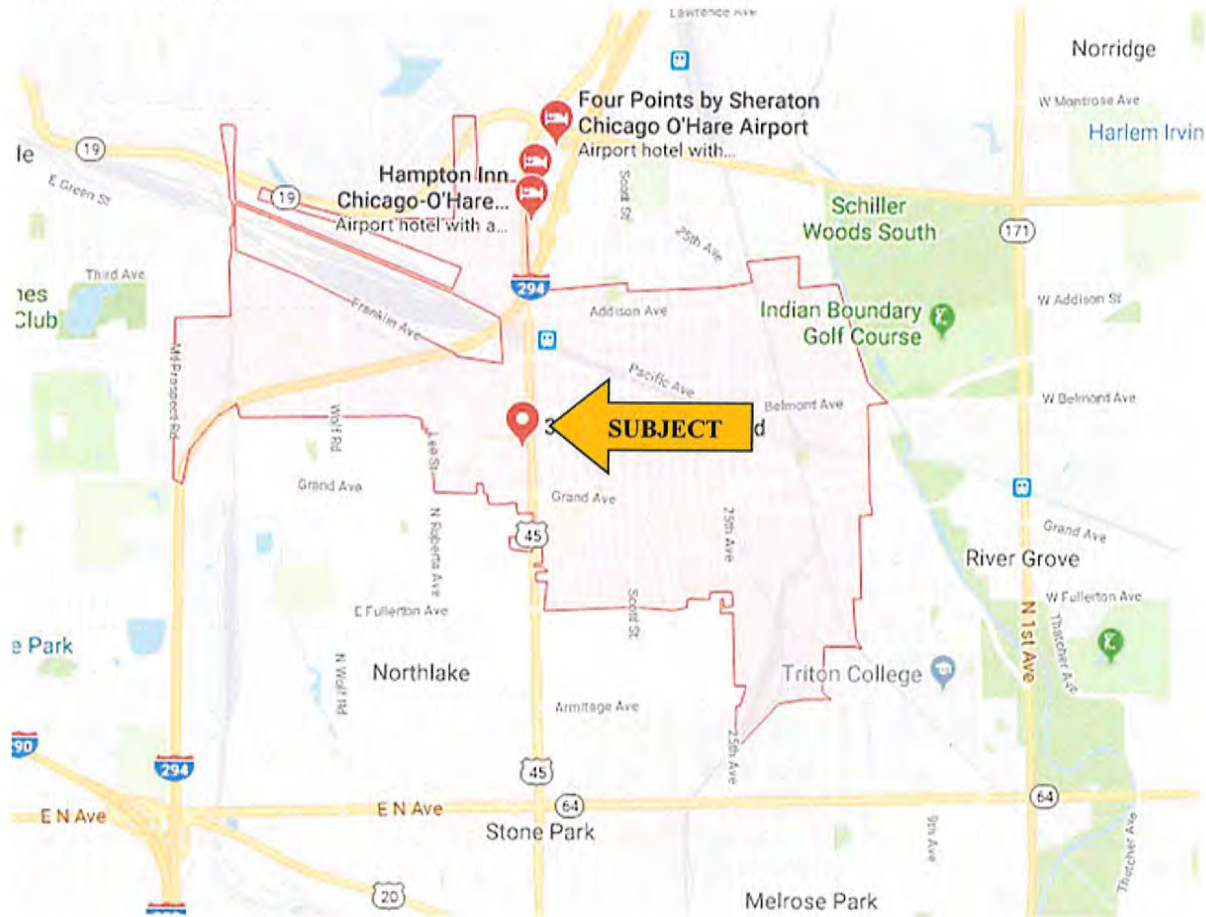 Lawrence Ave
Norridge
Four Points by Sheraton
Chicago O'Hare Airport
Airport hotel with...
W Montrose Ave
Harlem Irvin
19
le
E Green St
Hampton Inn
Chicago-O'Hare...
Airport hotel with a...
19
Scott St
Schiller
Woods South
171
25th Ave
Third Ave
294
nes
Club
Franklin Ave
Addison Ave
Indian Boundary
Golf Course
W Addison St
Mt Prospect Rd
Pacific Ave
Belmont Ave
W Belmont Ave
Wolf Rd
Lee St
3
SUBJECT
d
Grand Ave
Grand Ave
25th Ave
N Roberta Ave
45
Grand Ave
River Grove
E Fullerton Ave
Scott St
W Fullerton Ave
N 1st Ave
Thatcher Ave
e Park
Northlake
N Wolf Rd
Triton College
Armitage Ave
25th Ave
90
294
45
E N Ave
E N Ave
64
64
Stone Park
9th Ave
Thatcher Ave
20
Melrose Park